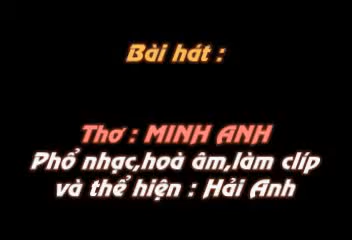 Bài hát :
Thơ : MINH ANH
Phổ nhạc,hoà âm,làm clíp
và thể hiện : Hải Anh